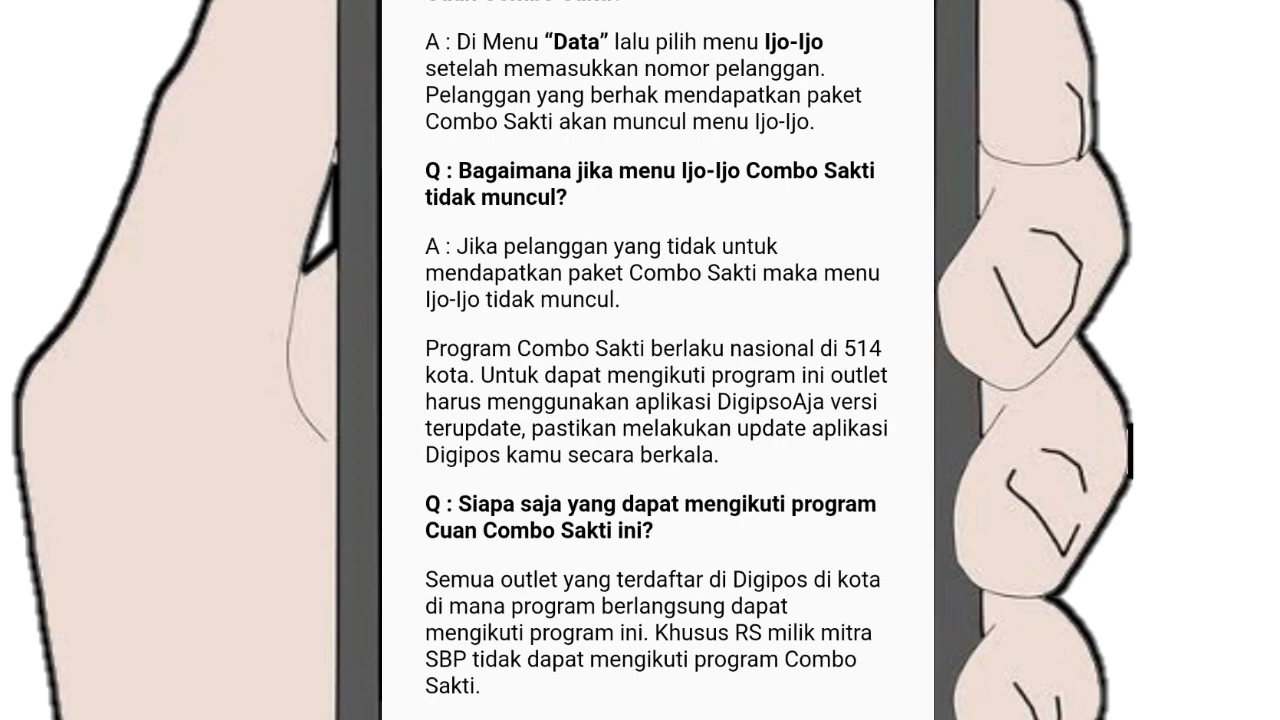 A : Di Menu “Data” lalu pilih menu Ijo-Ijo
setelah memasukkan nomor pelanggan.
Pelanggan yang berhak mendapatkan paket
Combo Sakti akan muncul menu Ijo-Ijo.
Q : Bagaimana jika menu Ijo-Ijo Combo Sakti
tidak muncul?
A : Jika pelanggan yang tidak untuk
mendapatkan paket Combo Sakti maka menu
Ijo-Ijo tidak muncul.
Program Combo Sakti berlaku nasional di 514
kota. Untuk dapat mengikuti program ini outlet
harus menggunakan aplikasi DigipsoAja versi
terupdate, pastikan melakukan update aplikasi
Digipos kamu secara berkala.
Q : Siapa saja yang dapat mengikuti program
Cuan Combo Sakti ini?
Semua outlet yang terdaftar di Digipos di kota
di mana program berlangsung dapat
mengikuti program ini. Khusus RS milik mitra
SBP tidak dapat mengikuti program Combo
Sakti.